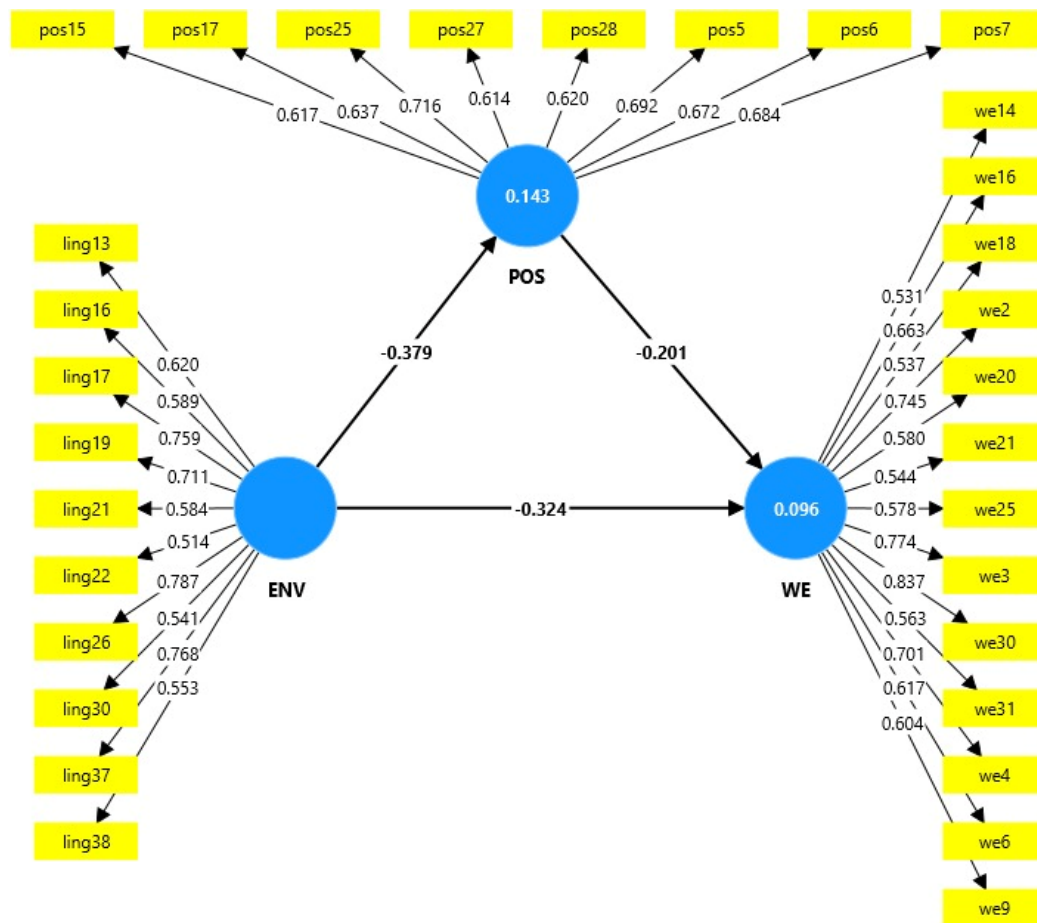 pos15 pos17 pos25 pos27 pos28 pos5 pos6 pos7
0.617 0.637 0.716 0.614 0.620 0.692 0.672 0.684
0.143
POS
ling13
ling16
ling17
ling19
ling21
ling22
ling26
ling30
ling37
ling38
0.620
0.589
0.759
0.711
0.584
0.514
0.787
0.541
0.768
0.553
ENV
-0.379
-0.201
-0.324
0.096
WE
0.531
0.663
0.537
0.745
0.580
0.544
0.578
0.774
0.837
0.563
0.701
0.617
0.604
we14
we16
we18
we2
we20
we21
we25
we3
we30
we31
we4
we6
we9